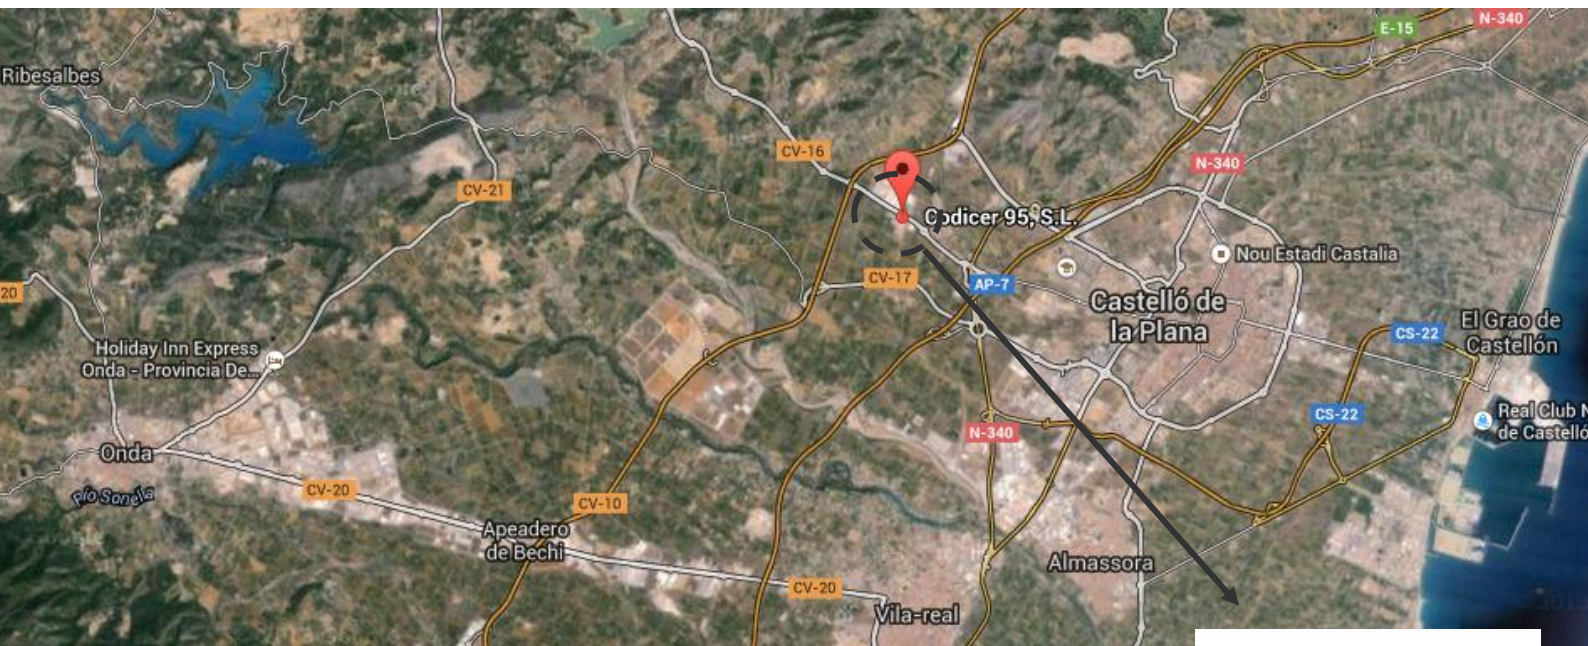 E-15
N-340
Ribesalbes
CV-16
N-340
CV-21
Codicer 95, S.L.
Nou Estadi Castalia
CV-17
AP-7
20
Castelló de
la Plana
El Grao de
Castellón
CS-22
Holiday Inn Express
Onda - Provincia De...
CS-22
Real Club N
de Castelló
N-340
Onda
CV-20
Río Sonella
CV-10
Apeadero
de Bechi
Almassora
CV-20
Vila-real